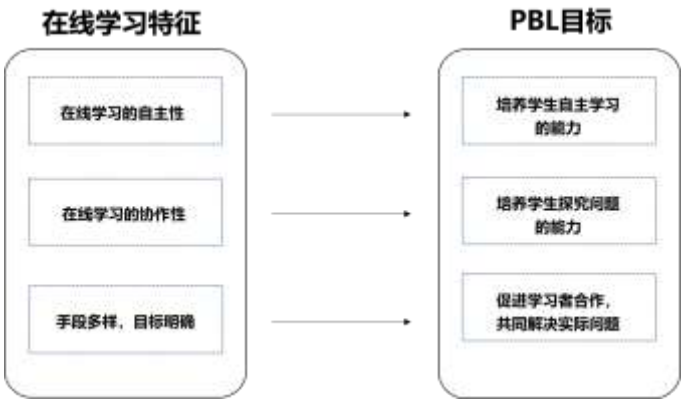 在线学习特征
PBL目标
在线学习的自主性
培养学生自主学习
的能力
在线学习的协作性
培养学生探究问题
的能力
手段多样，目标明确
促进学习者合作，
共同解决实际问题